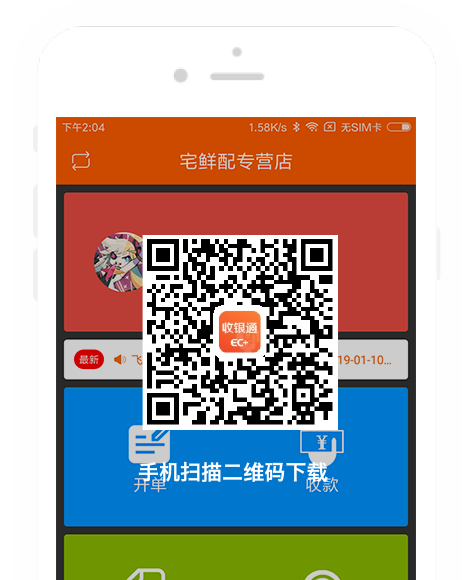 下午2:04 1.58K/s 无SIM卡
宅鲜配专营店
收银通
EC+
最新 飞 19-01-10...
¥
手机扫描二维码下载
开单 收款